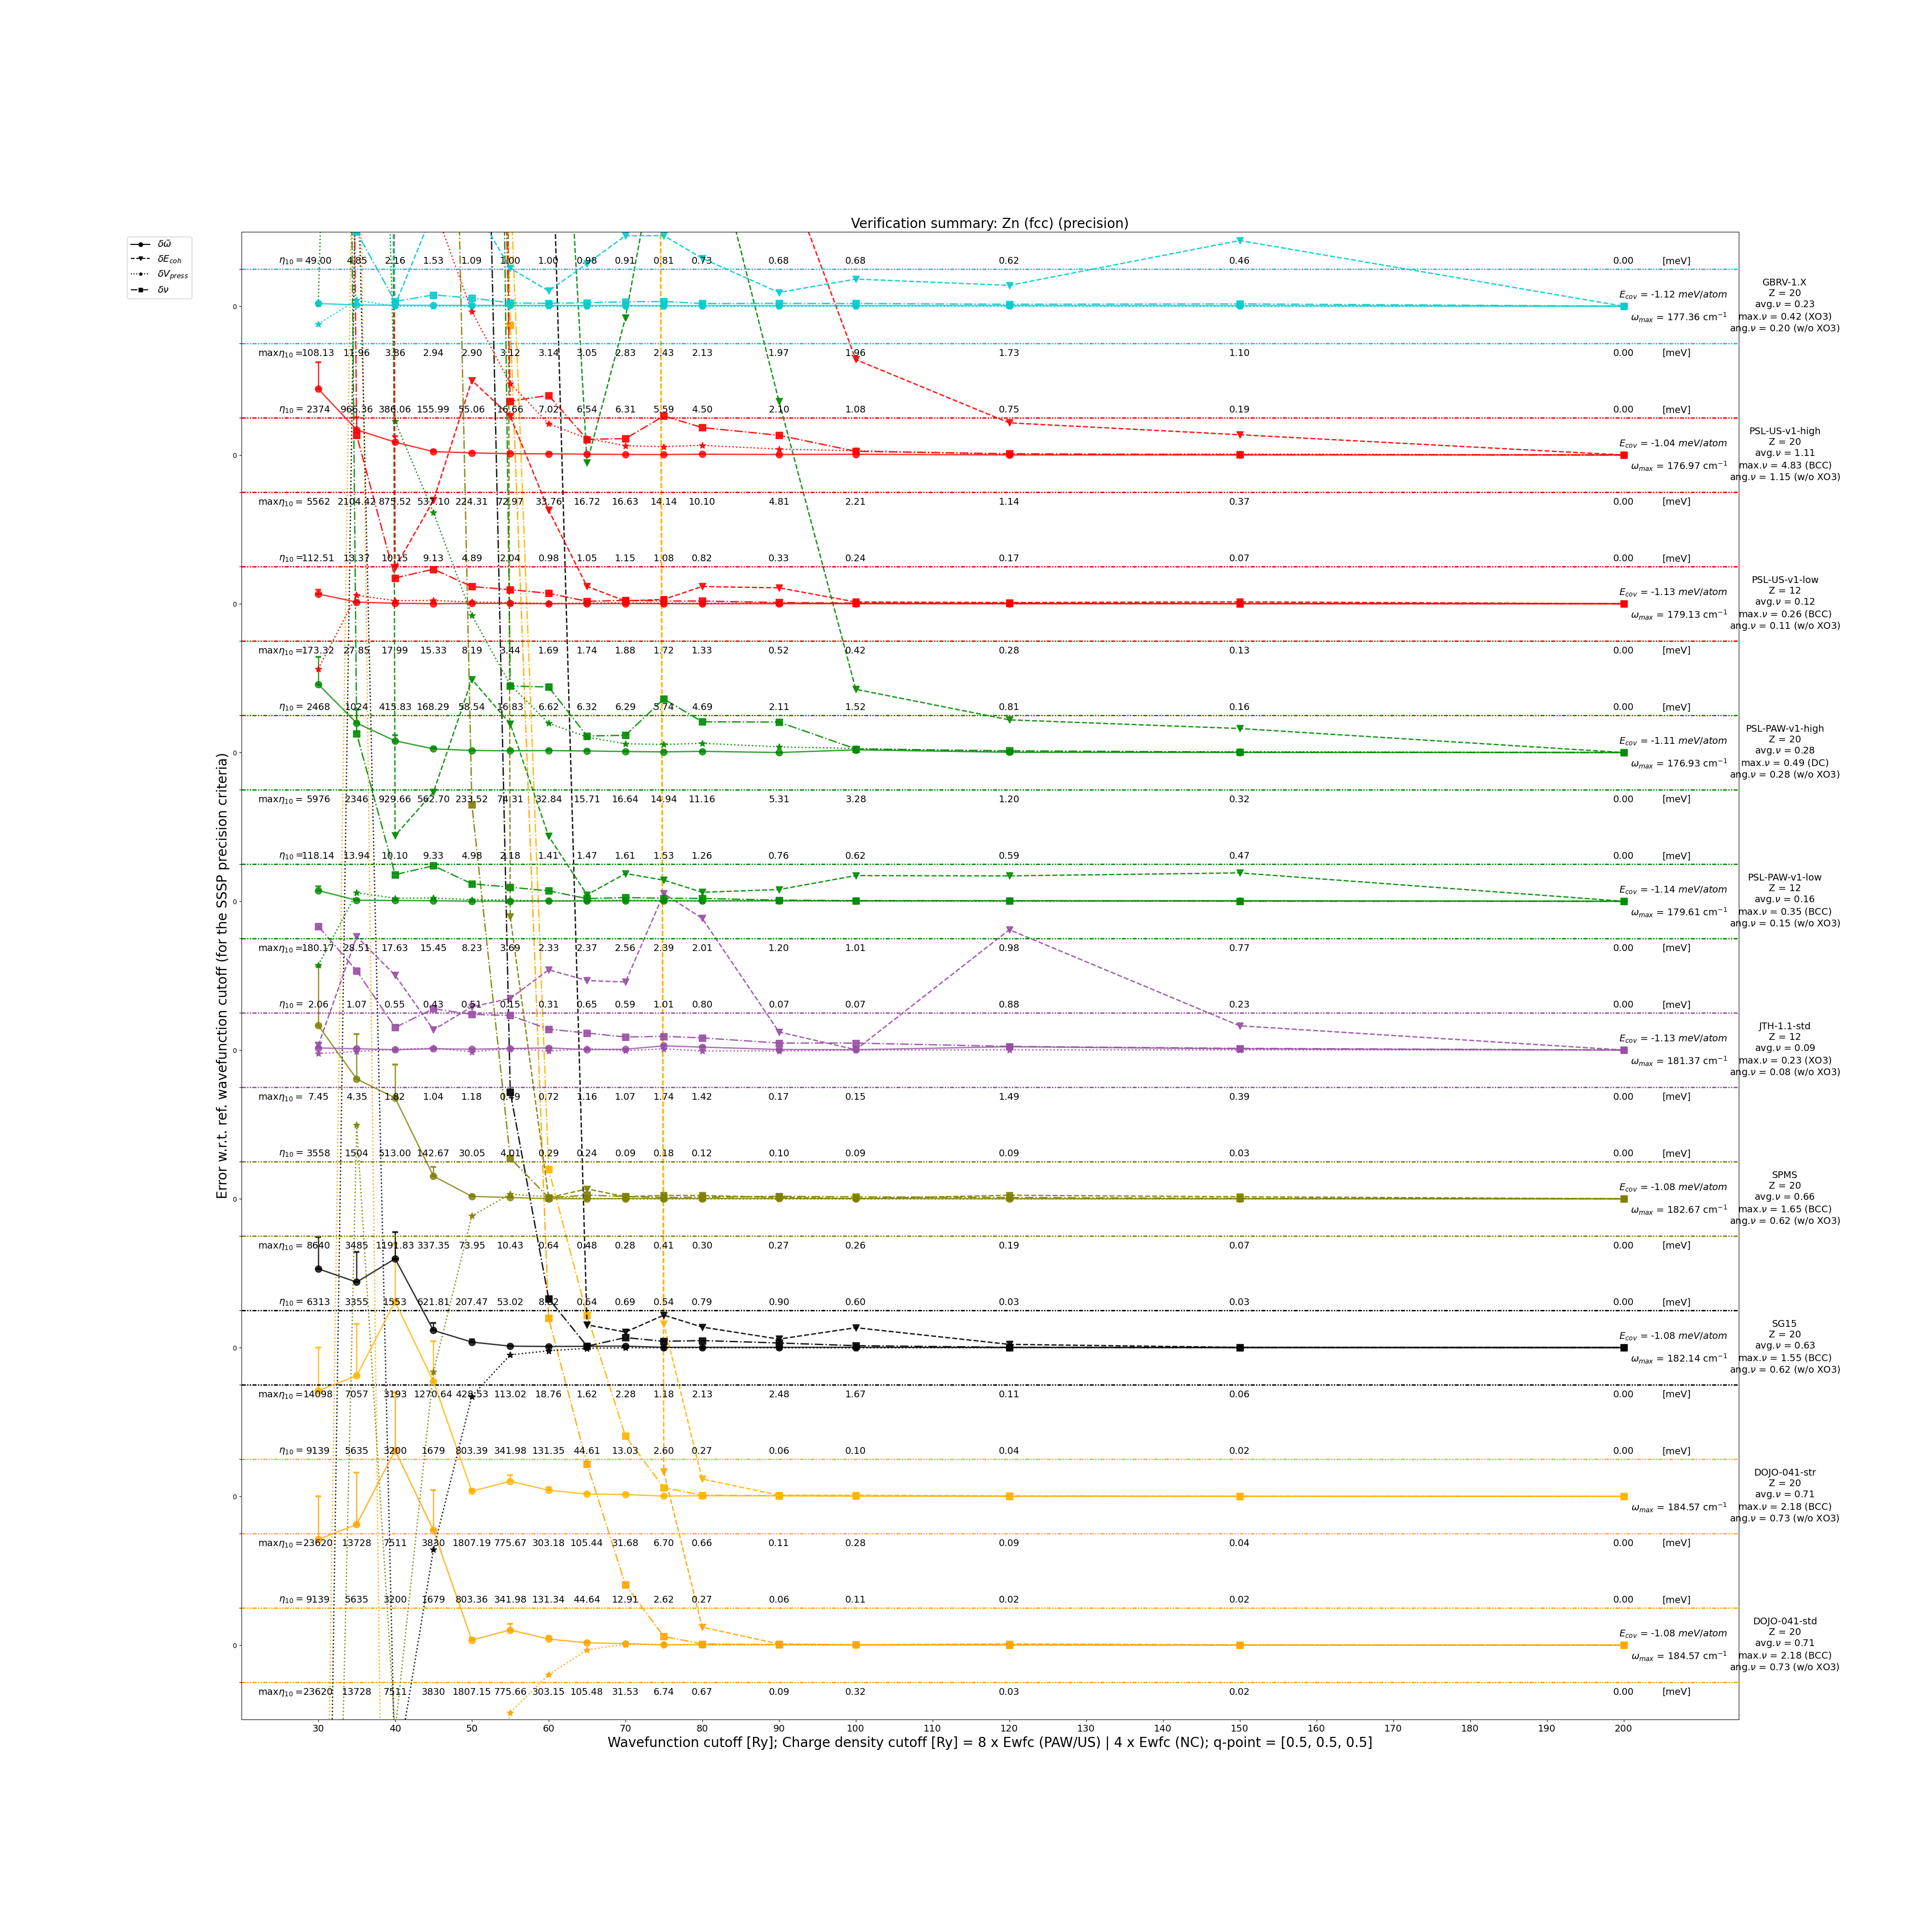 Verification summary: Zn (fcc) (precision)
δω̄
δE_coh
δV_press
δν
Error w.r.t. ref. wavefunction cutoff (for the SSSP precision criteria)
η₁₀ = 49.00 4.85 2.16 1.53 1.09 1.00 1.00 0.98 0.91 0.81 0.73 0.68 0.68 0.62 0.46 0.00 [meV]
GBRV-1.X
Z = 20
avg.ν = 0.23
max.ν = 0.42 (XO3)
ang.ν = 0.20 (w/o XO3)
E_cov = -1.12 meV/atom
0
ω_max = 177.36 cm⁻¹
maxη₁₀ =108.13 11.96 3.86 2.94 2.90 3.12 3.14 3.05 2.83 2.43 2.13 1.97 1.96 1.73 1.10 0.00 [meV]
η₁₀ = 2374 966.36 386.06 155.99 55.06 16.66 7.02 6.54 6.31 5.59 4.50 2.10 1.08 0.75 0.19 0.00 [meV]
PSL-US-v1-high
Z = 20
avg.ν = 1.11
max.ν = 4.83 (BCC)
ang.ν = 1.15 (w/o XO3)
E_cov = -1.04 meV/atom
0
ω_max = 176.97 cm⁻¹
maxη₁₀ = 5562 2104.42 875.52 537.10 224.31 72.97 33.76 16.72 16.63 14.14 10.10 4.81 2.21 1.14 0.37 0.00 [meV]
η₁₀ =112.51 13.37 10.15 9.13 4.89 2.04 0.98 1.05 1.15 1.08 0.82 0.33 0.24 0.17 0.07 0.00 [meV]
PSL-US-v1-low
Z = 12
avg.ν = 0.12
max.ν = 0.26 (BCC)
ang.ν = 0.11 (w/o XO3)
E_cov = -1.13 meV/atom
0
ω_max = 179.13 cm⁻¹
maxη₁₀ =173.32 27.85 17.99 15.33 8.19 3.44 1.69 1.74 1.88 1.72 1.33 0.52 0.42 0.28 0.13 0.00 [meV]
η₁₀ = 2468 1024 415.83 168.29 58.54 16.83 6.62 6.32 6.29 5.74 4.69 2.11 1.52 0.81 0.16 0.00 [meV]
PSL-PAW-v1-high
Z = 20
avg.ν = 0.28
max.ν = 0.49 (DC)
ang.ν = 0.28 (w/o XO3)
E_cov = -1.11 meV/atom
0
ω_max = 176.93 cm⁻¹
maxη₁₀ = 5976 2346 929.66 562.70 233.52 74.31 32.84 15.71 16.64 14.94 11.16 5.31 3.28 1.20 0.32 0.00 [meV]
η₁₀ =118.14 13.94 10.10 9.33 4.98 2.18 1.41 1.47 1.61 1.53 1.26 0.76 0.62 0.59 0.47 0.00 [meV]
PSL-PAW-v1-low
Z = 12
avg.ν = 0.16
max.ν = 0.35 (BCC)
ang.ν = 0.15 (w/o XO3)
E_cov = -1.14 meV/atom
0
ω_max = 179.61 cm⁻¹
maxη₁₀ =180.17 28.51 17.63 15.45 8.23 3.69 2.33 2.37 2.56 2.39 2.01 1.20 1.01 0.98 0.77 0.00 [meV]
η₁₀ = 2.06 1.07 0.55 0.43 0.51 0.15 0.31 0.65 0.59 1.01 0.80 0.07 0.07 0.88 0.23 0.00 [meV]
JTH-1.1-std
Z = 12
avg.ν = 0.09
max.ν = 0.23 (XO3)
ang.ν = 0.08 (w/o XO3)
E_cov = -1.13 meV/atom
0
ω_max = 181.37 cm⁻¹
maxη₁₀ = 7.45 4.35 1.82 1.04 1.18 0.72 1.16 1.07 1.74 1.42 0.17 0.15 1.49 0.39 0.00 [meV]
η₁₀ = 3558 1504 513.00 142.67 30.05 4.01 0.29 0.24 0.09 0.18 0.12 0.10 0.09 0.09 0.03 0.00 [meV]
SPMS
Z = 20
avg.ν = 0.66
max.ν = 1.65 (BCC)
ang.ν = 0.62 (w/o XO3)
E_cov = -1.08 meV/atom
0
ω_max = 182.67 cm⁻¹
maxη₁₀ = 8640 3485 1191.83 337.35 73.95 10.43 0.64 0.48 0.28 0.41 0.30 0.27 0.26 0.19 0.07 0.00 [meV]
η₁₀ = 6313 3355 1553 621.81 207.47 53.02 0.54 0.69 0.54 0.79 0.90 0.60 0.03 0.03 0.00 [meV]
SG15
Z = 20
avg.ν = 0.63
max.ν = 1.55 (BCC)
ang.ν = 0.62 (w/o XO3)
E_cov = -1.08 meV/atom
0
ω_max = 182.14 cm⁻¹
maxη₁₀ =14098 7057 3193 1270.64 428.53 113.02 18.76 1.62 2.28 1.18 2.13 2.48 1.67 0.11 0.06 0.00 [meV]
η₁₀ = 9139 5635 3200 1679 803.39 341.98 131.35 44.61 13.03 2.60 0.27 0.06 0.10 0.04 0.02 0.00 [meV]
DOJO-041-str
Z = 20
avg.ν = 0.71
max.ν = 2.18 (BCC)
ang.ν = 0.73 (w/o XO3)
0
ω_max = 184.57 cm⁻¹
maxη₁₀ =23620 13728 7511 3830 1807.19 775.67 303.18 105.44 31.68 6.70 0.66 0.11 0.28 0.09 0.04 0.00 [meV]
η₁₀ = 9139 5635 3200 1679 803.36 341.98 131.34 44.64 12.91 2.62 0.27 0.06 0.11 0.02 0.02 0.00 [meV]
DOJO-041-std
Z = 20
avg.ν = 0.71
max.ν = 2.18 (BCC)
ang.ν = 0.73 (w/o XO3)
E_cov = -1.08 meV/atom
0
ω_max = 184.57 cm⁻¹
maxη₁₀ =23620 13728 7511 3830 1807.15 775.66 303.15 105.48 31.53 6.74 0.67 0.09 0.32 0.03 0.02 0.00 [meV]
30 40 50 60 70 80 90 100 110 120 130 140 150 160 170 180 190 200
Wavefunction cutoff [Ry]; Charge density cutoff [Ry] = 8 x Ewfc (PAW/US) | 4 x Ewfc (NC); q-point = [0.5, 0.5, 0.5]